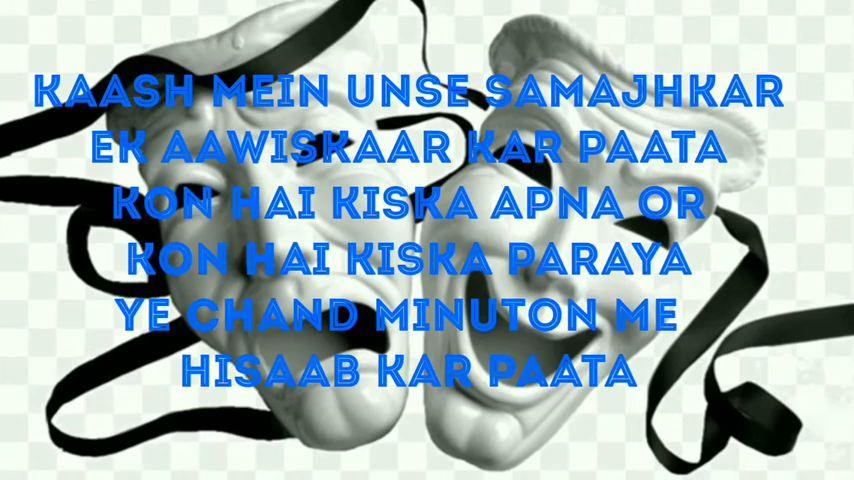 KAASH MEIN UNSE SAMAJHKAR
EK AAWISKAAR KAR PAATA
KON HAI KISKA APNA OR
KON HAI KISKA PARAYA
YE CHAND MINUTON ME
HISAAB KAR PAATA